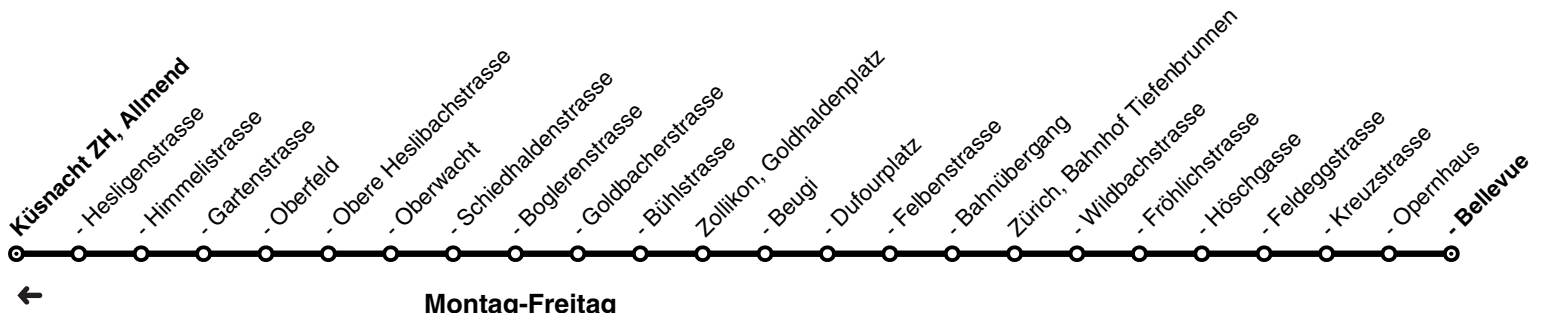 Küsnacht ZH, Allmend
- Hesligenstrasse
- Himmelistrasse
- Gartenstrasse
- Oberfeld
- Obere Heslibachstrasse
- Oberwacht
- Schiedhaldenstrasse
- Boglerenstrasse
- Goldbacherstrasse
- Bühlstrasse
Zollikon, Goldhaldenplatz
- Beugi
- Dufourplatz
- Felbenstrasse
- Bahnübergang
Zürich, Bahnhof Tiefenbrunnen
- Wildbachstrasse
- Fröhlichstrasse
- Höschgasse
- Feldeggstrasse
- Kreuzstrasse
- Opernhaus
- Bellevue
Montag-Freitag